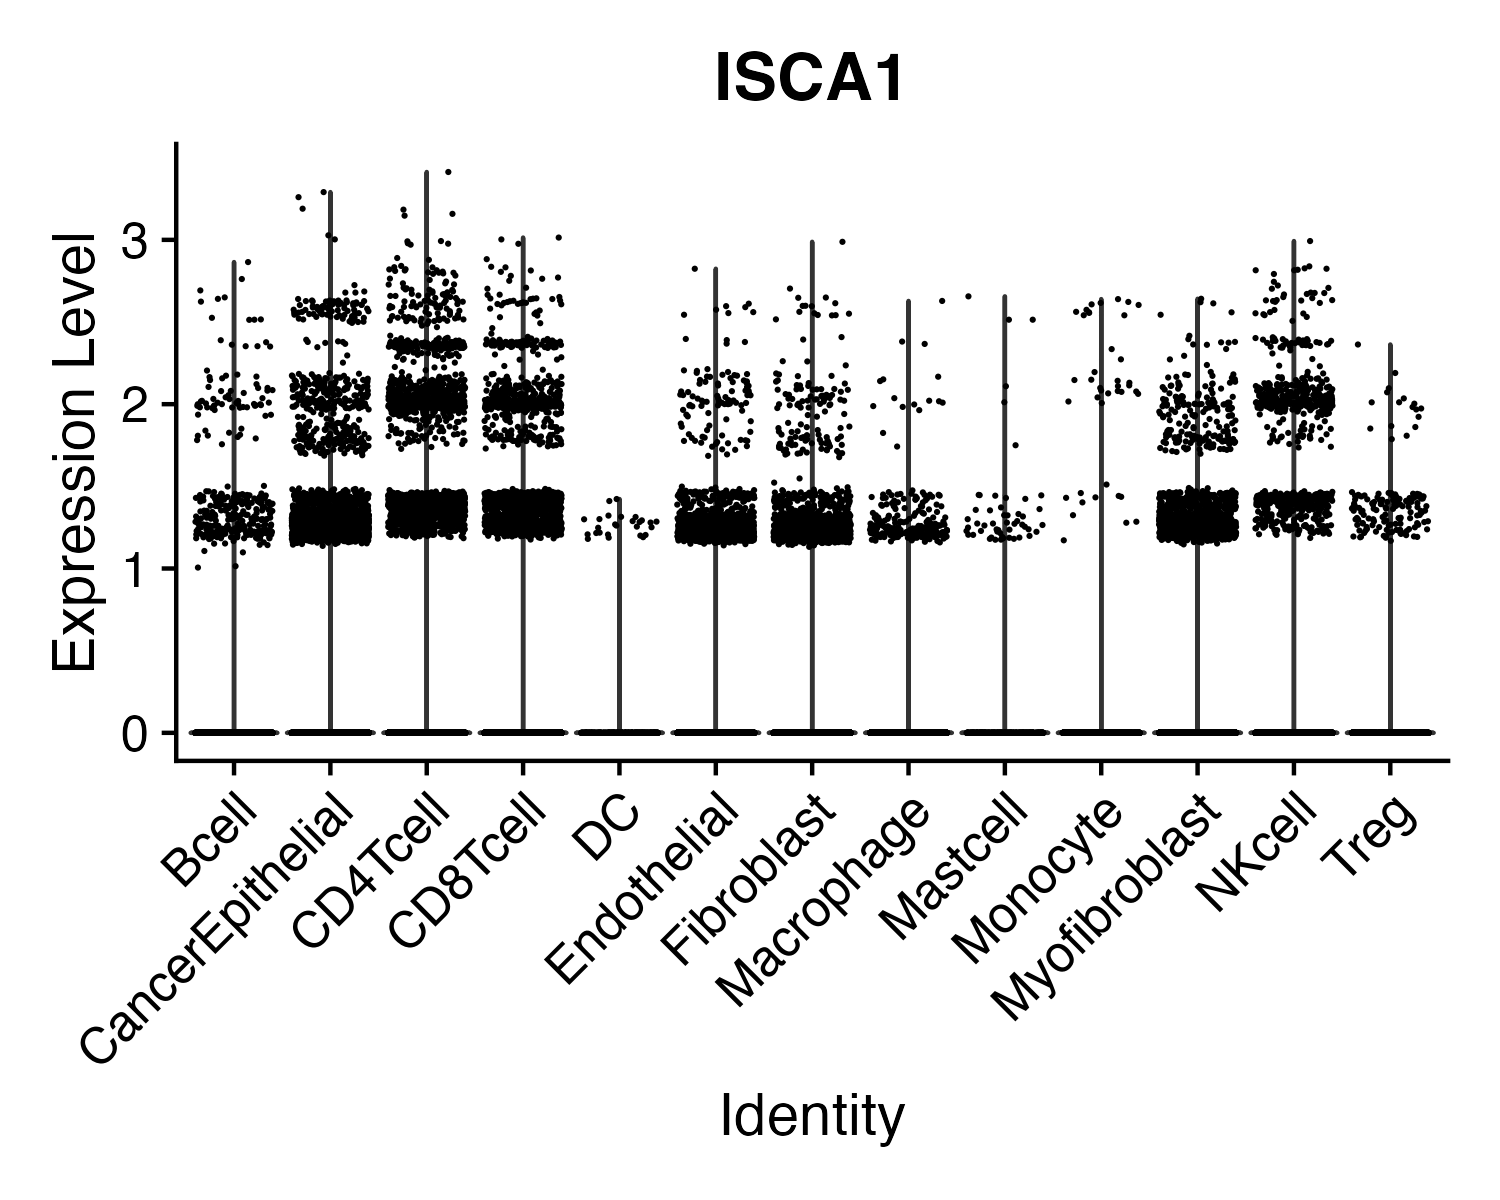 ISCA1
Expression Level
3
2
1
0
Bcell
CancerEpithelial
CD4Tcell
CD8Tcell
DC
Endothelial
Fibroblast
Macrophage
Mastcell
Monocyte
Myofibroblast
NKcell
Treg
Identity